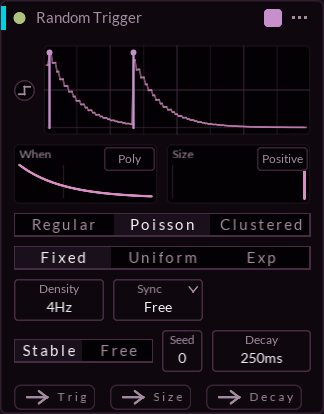 Random Trigger
When Poly Size Positive
Regular Poisson Clustered
Fixed Uniform Exp
Density Sync
4Hz Free
Stable Free Seed 0 Decay 250ms
Trig Size Decay